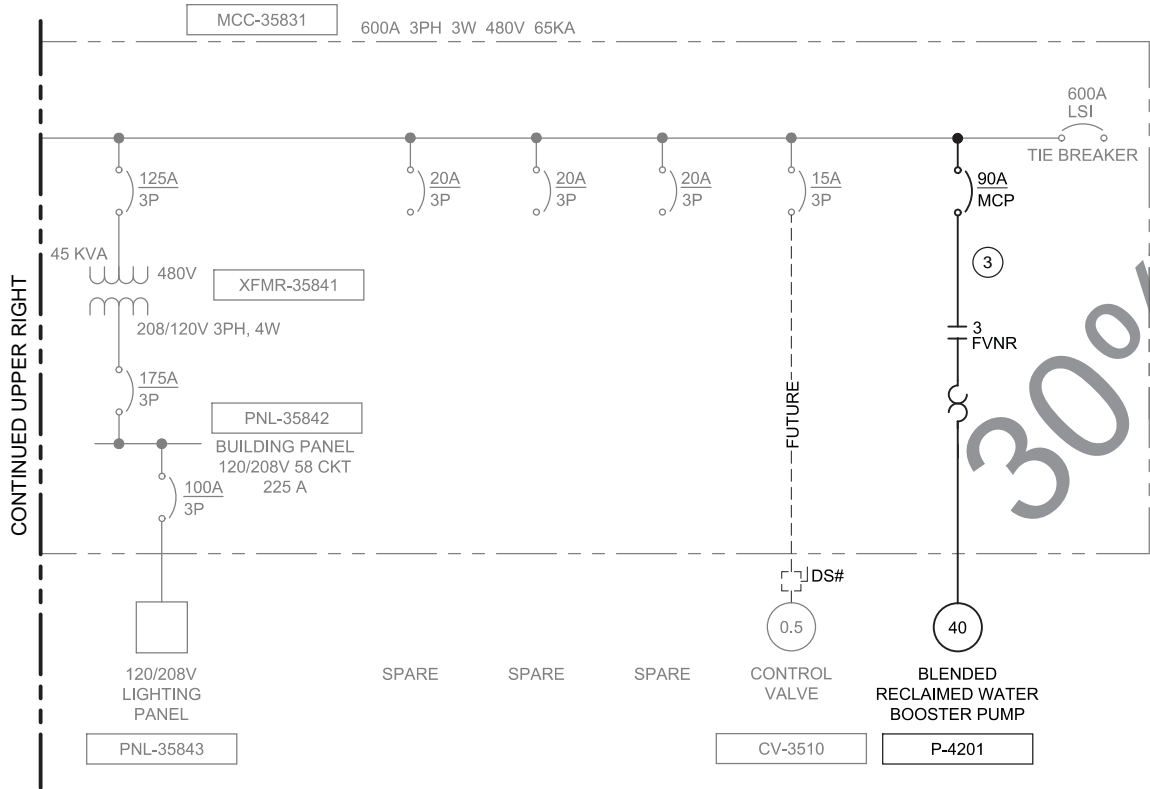 MCC-35831
600A 3PH 3W 480V 65KA
600A
LSI
TIE BREAKER
125A
3P
20A
3P
20A
3P
20A
3P
15A
3P
90A
MCP
45 KVA
480V
XFMR-35841
208/120V 3PH, 4W
3
3
FVNR
175A
3P
PNL-35842
BUILDING PANEL
120/208V 58 CKT
225 A
100A
3P
CONTINUED UPPER RIGHT
FUTURE
30%
DS#
0.5
40
120/208V
LIGHTING
PANEL
SPARE
SPARE
SPARE
CONTROL
VALVE
BLENDED
RECLAIMED WATER
BOOSTER PUMP
PNL-35843
CV-3510
P-4201